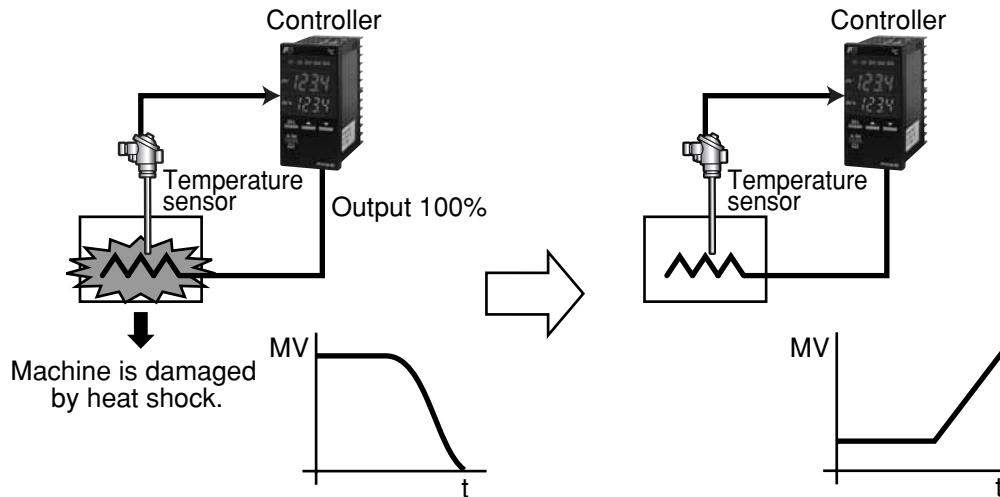 Controller
1234
1234
Temperature
sensor
Output 100%
Machine is damaged
by heat shock.
MV
t
Controller
1234
1234
Temperature
sensor
MV
t